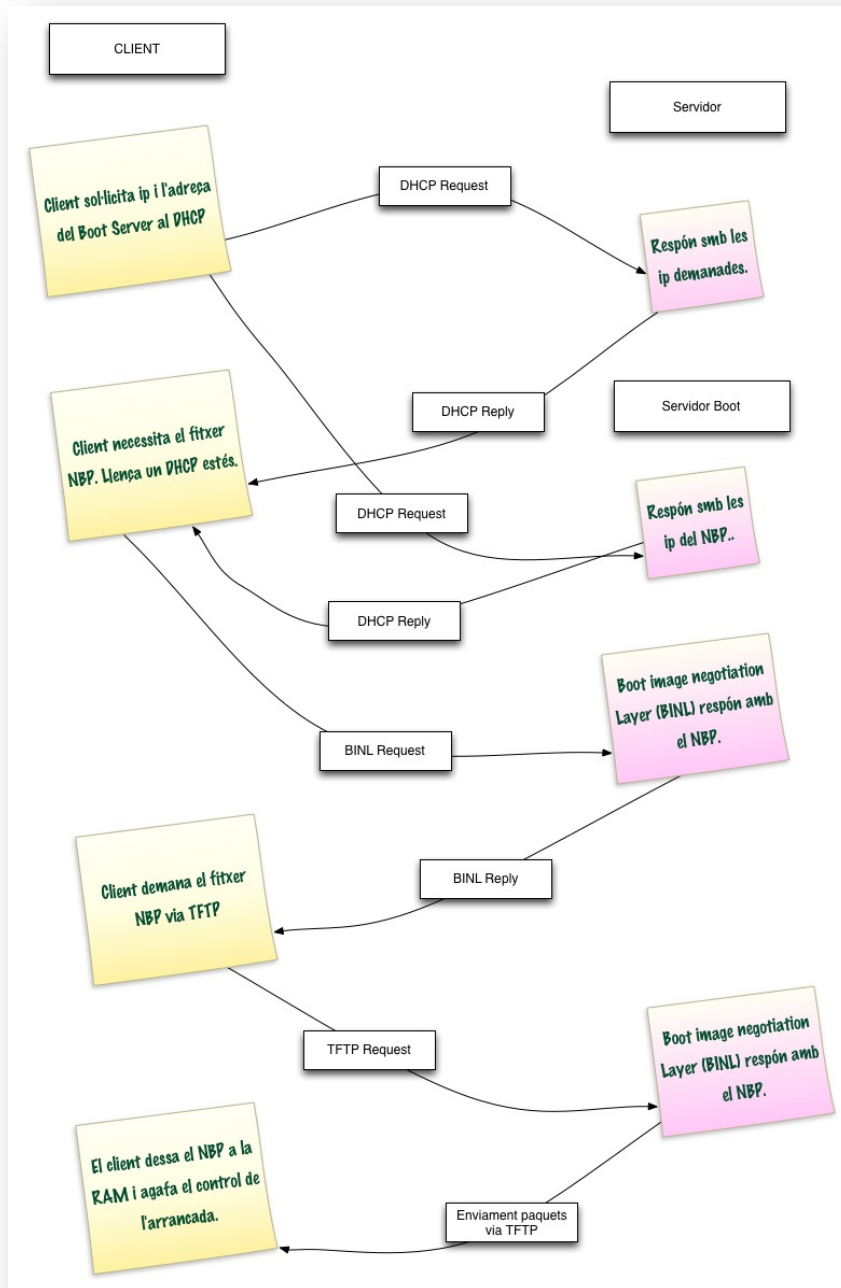 CLIENT
Servidor
Client sol·licita ip i l'adreça
del Boot Server al DHCP
DHCP Request
Respón smb les
ip demanades.
DHCP Reply
Servidor Boot
Client necessita el fitxer
NBP. Llença un DHCP estés.
DHCP Request
Respón smb les
ip del NBP..
DHCP Reply
Boot image negotiation
Layer (BINL) respón amb
el NBP.
BINL Request
Client demana el fitxer
NBP via TFTP
BINL Reply
TFTP Request
Boot image negotiation
Layer (BINL) respón amb
el NBP.
El client dessa el NBP a la
RAM i agafa el control de
l'arrancada.
Enviament paquets
via TFTP